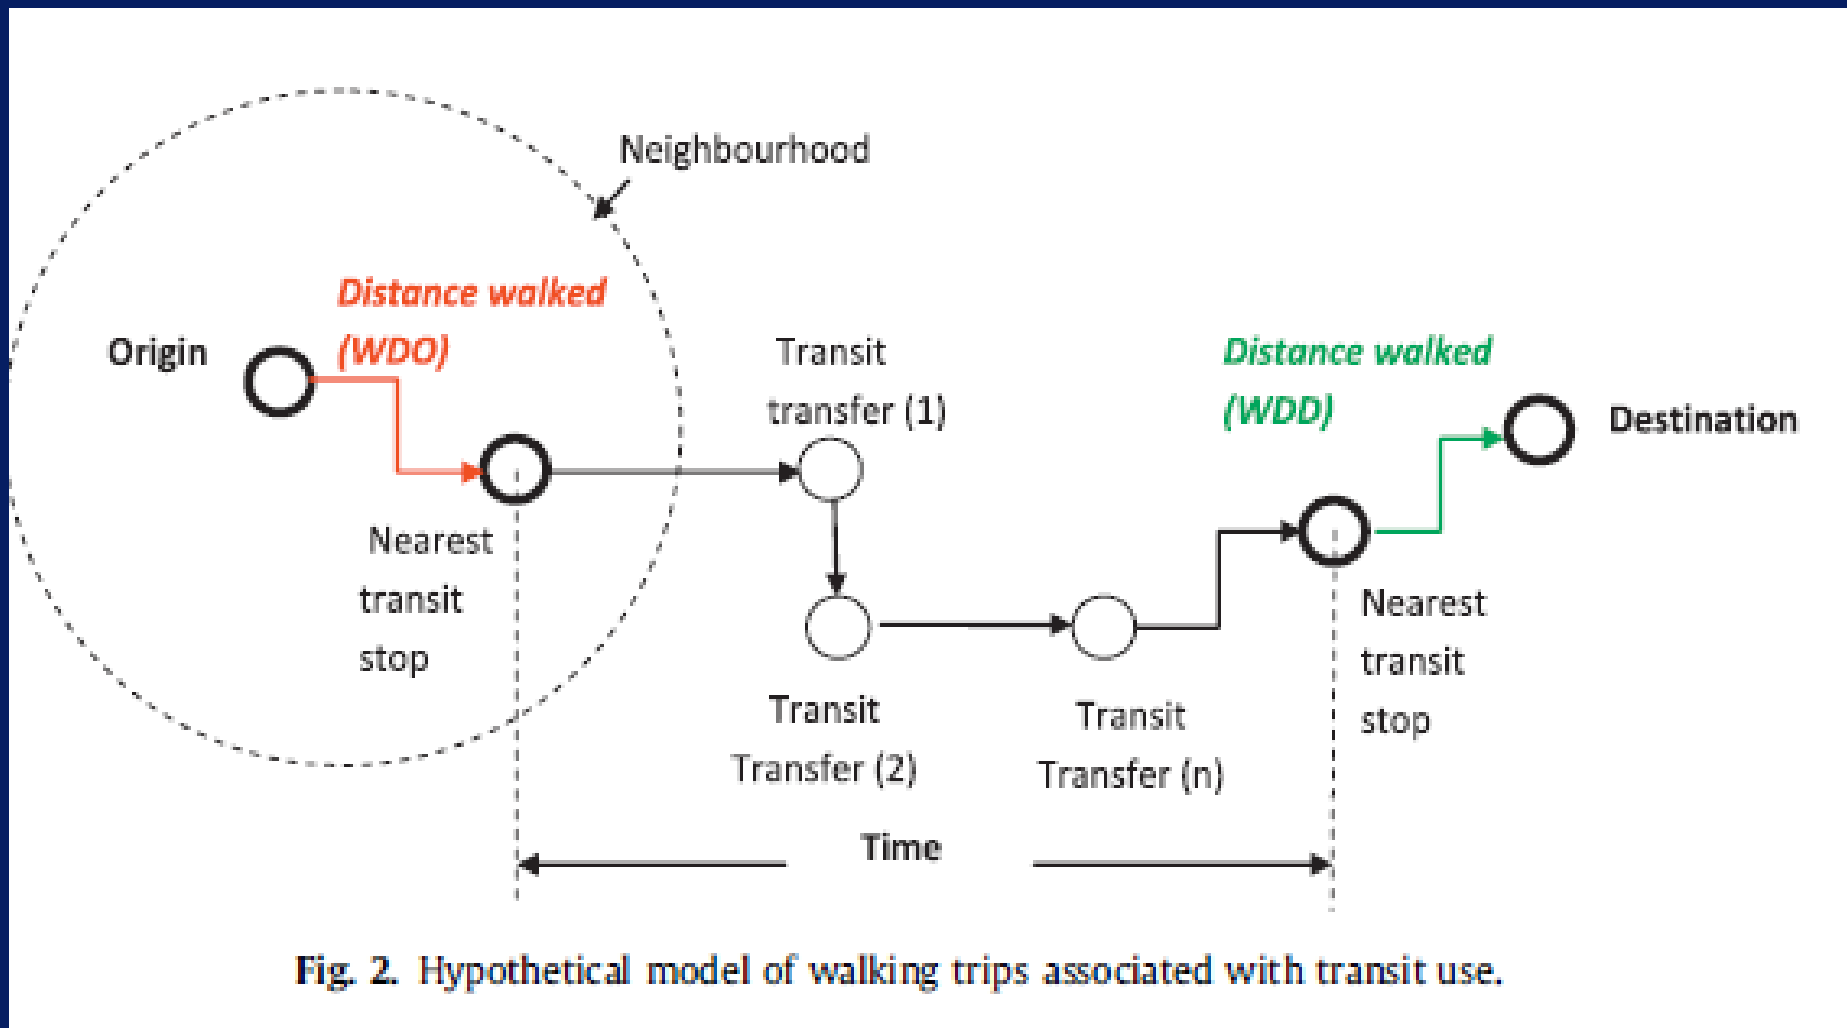 Neighbourhood
Distance walked
(WDO)
Origin
Nearest
transit
stop
Transit
transfer (1)
Transit
Transfer (2)
Transit
Transfer (n)
Distance walked
(WDD)
Destination
Nearest
transit
stop
Time
Fig. 2. Hypothetical model of walking trips associated with transit use.